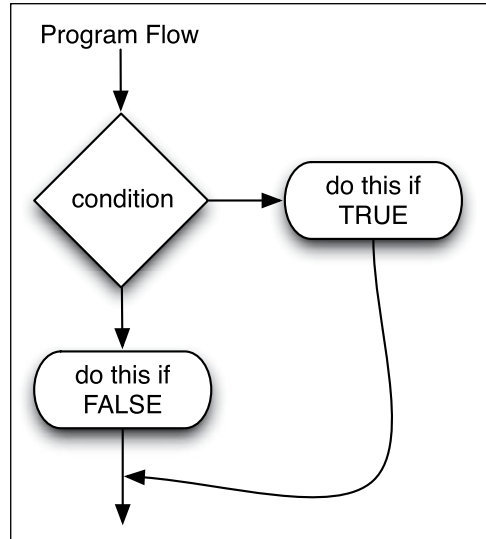 Program Flow
condition
do this if
TRUE
do this if
FALSE